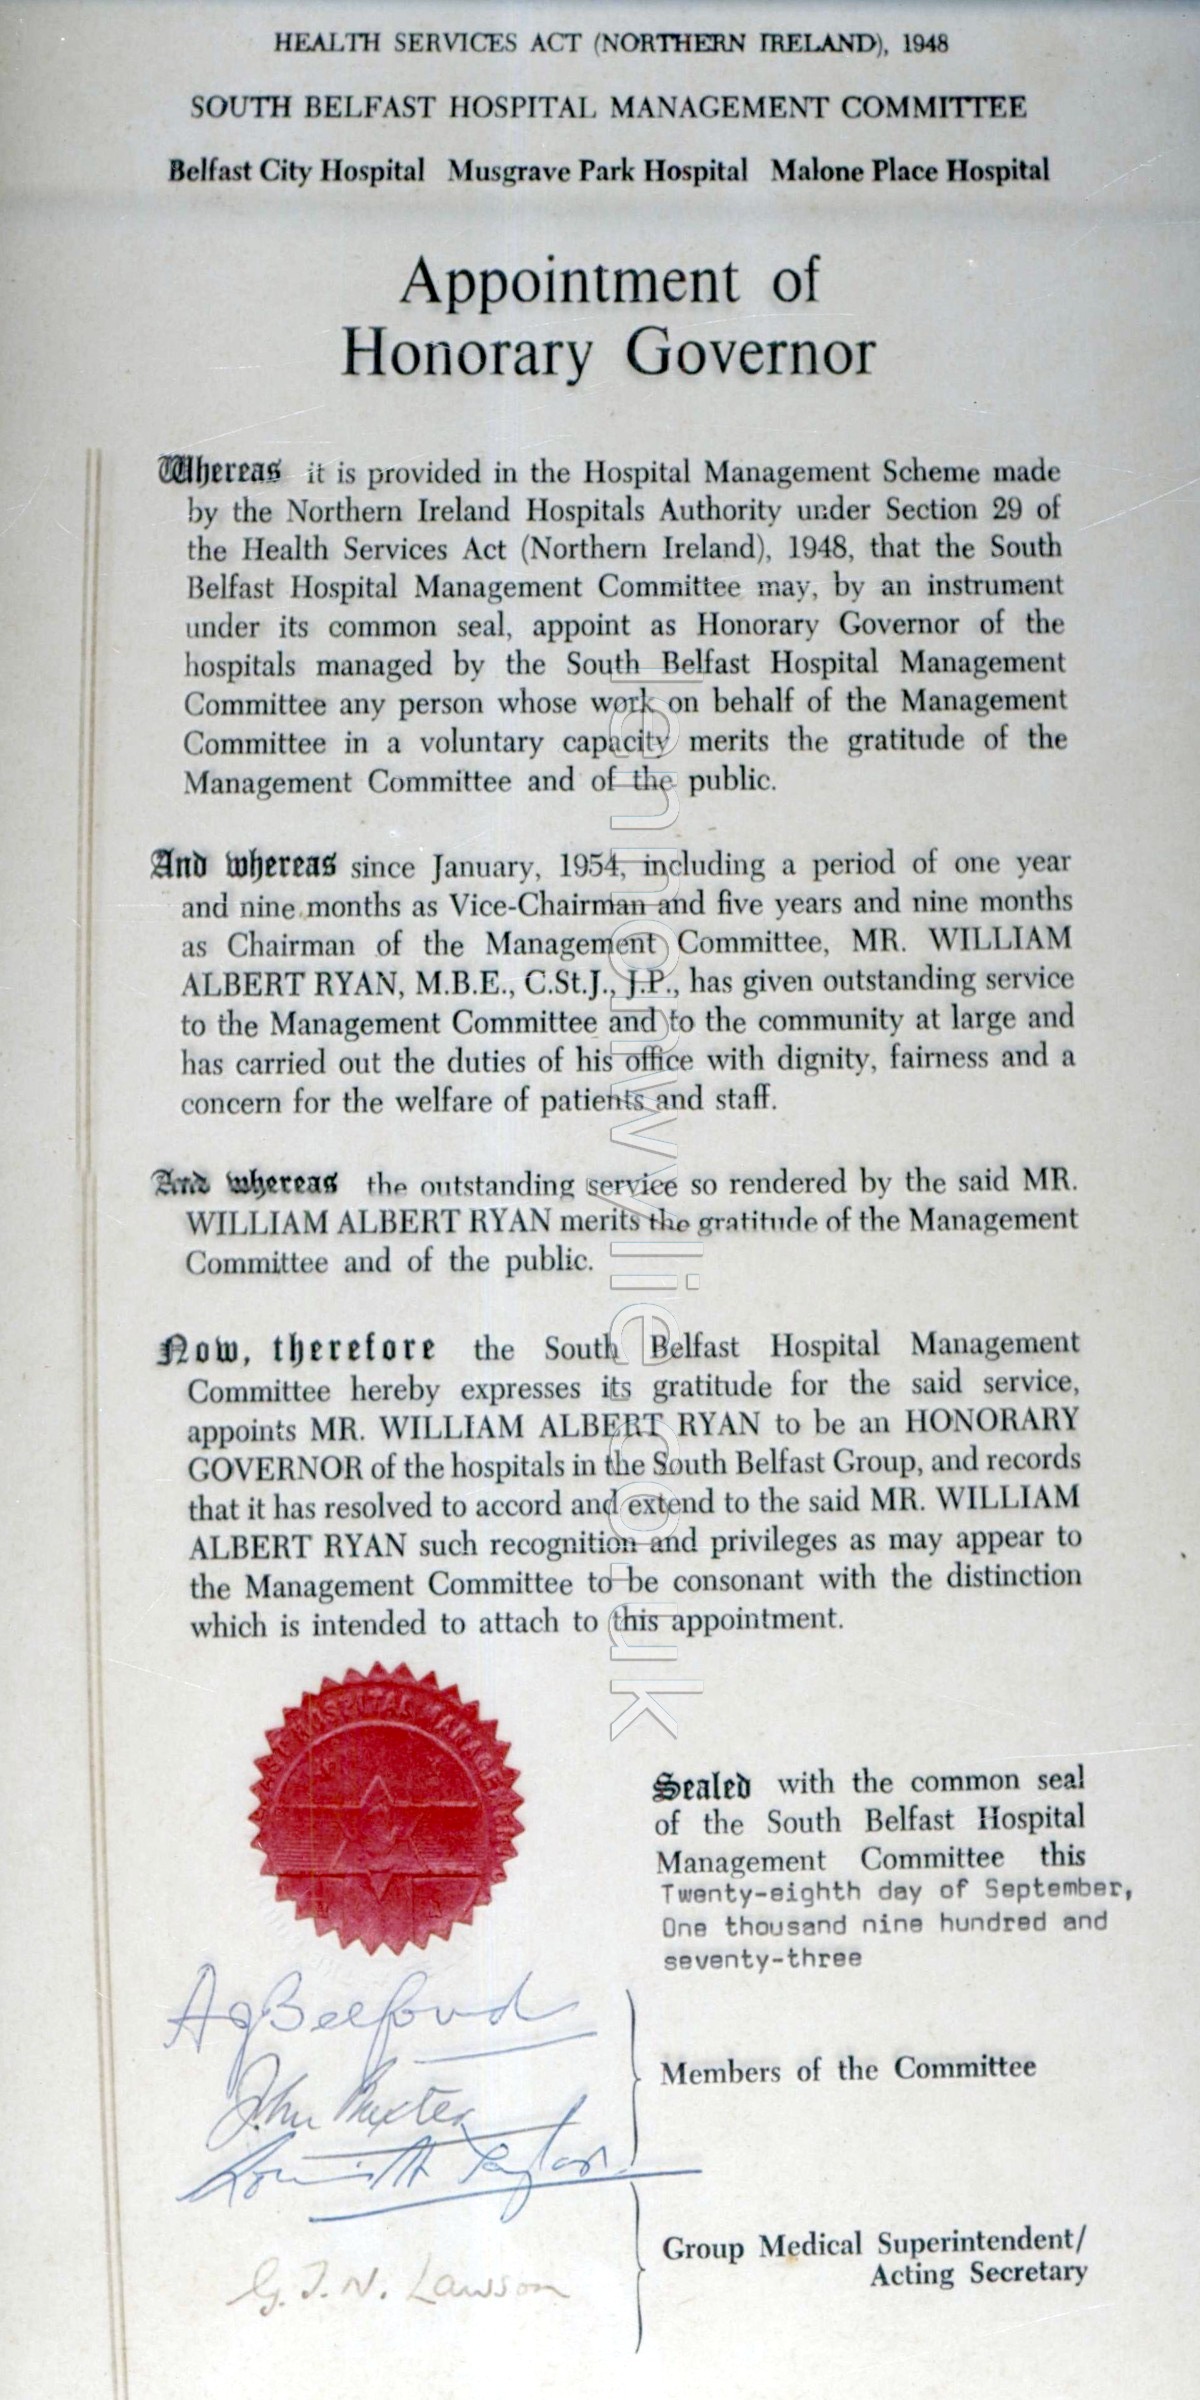 HEALTH SERVICES ACT (NORTHERN IRELAND), 1948
SOUTH BELFAST HOSPITAL MANAGEMENT COMMITTEE
Belfast City Hospital Musgrave Park Hospital Malone Place Hospital
Appointment of
Honorary Governor
Whereas it is provided in the Hospital Management Scheme made
by the Northern Ireland Hospitals Authority under Section 29 of
the Health Services Act (Northern Ireland), 1948, that the South
Belfast Hospital Management Committee may, by an instrument
under its common seal, appoint as Honorary Governor of the
hospitals managed by the South Belfast Hospital Management
Committee any person whose work on behalf of the Management
Committee in a voluntary capacity merits the gratitude of the
Management Committee and of the public.
And whereas since January, 1954, including a period of one year
and nine months as Vice-Chairman and five years and nine months
as Chairman of the Management Committee, MR. WILLIAM
ALBERT RYAN, M.B.E., C.St.J., J.P., has given outstanding service
to the Management Committee and to the community at large and
has carried out the duties of his office with dignity, fairness and a
concern for the welfare of patients and staff.
And whereas the outstanding service so rendered by the said MR.
WILLIAM ALBERT RYAN merits the gratitude of the Management
Committee and of the public.
Now, therefore the South Belfast Hospital Management
Committee hereby expresses its gratitude for the said service,
appoints MR. WILLIAM ALBERT RYAN to be an HONORARY
GOVERNOR of the hospitals in the South Belfast Group, and records
that it has resolved to accord and extend to the said MR. WILLIAM
ALBERT RYAN such recognition and privileges as may appear to
the Management Committee to be consonant with the distinction
which is intended to attach to this appointment.
HOSPITAL MANAGEMENT
Sealed with the common seal
of the South Belfast Hospital
Management Committee this
Twenty-eighth day of September,
One thousand nine hundred and
seventy-three
John
Taylor
Members of the Committee
G. J. N. Lawson
Group Medical Superintendent/
Acting Secretary